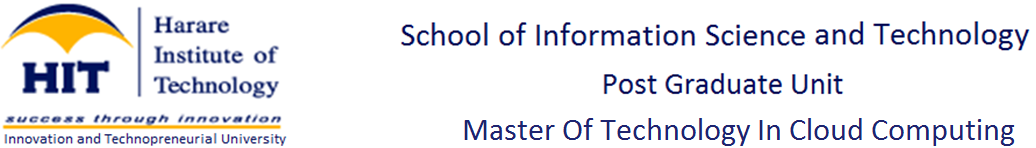 HIT
Harare
Institute of
Technology
success through innovation
Innovation and Technopreneurial University
School of Information Science and Technology
Post Graduate Unit
Master Of Technology In Cloud Computing